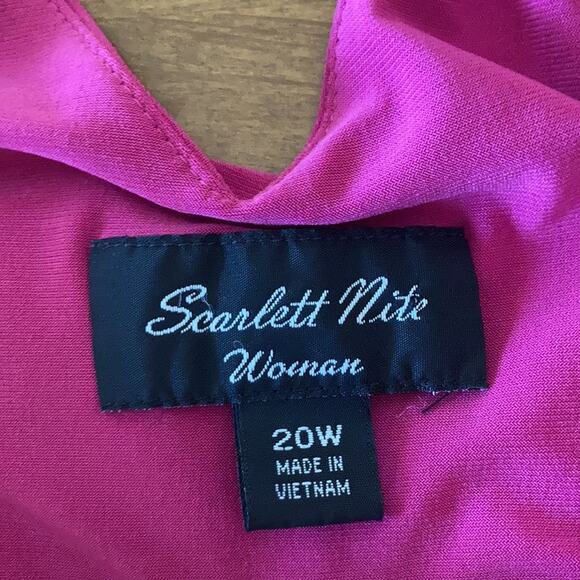 Scarlett Nite
Woman
20W
MADE IN
VIETNAM